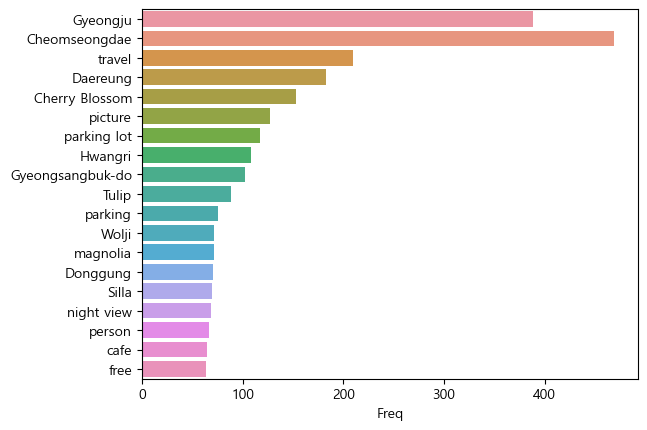 Gyeongju
Cheomseongdae
travel
Daereung
Cherry Blossom
picture
parking lot
Hwangri
Gyeongsangbuk-do
Tulip
parking
Wolji
magnolia
Donggung
Silla
night view
person
cafe
free
0 100 200 300 400
Freq